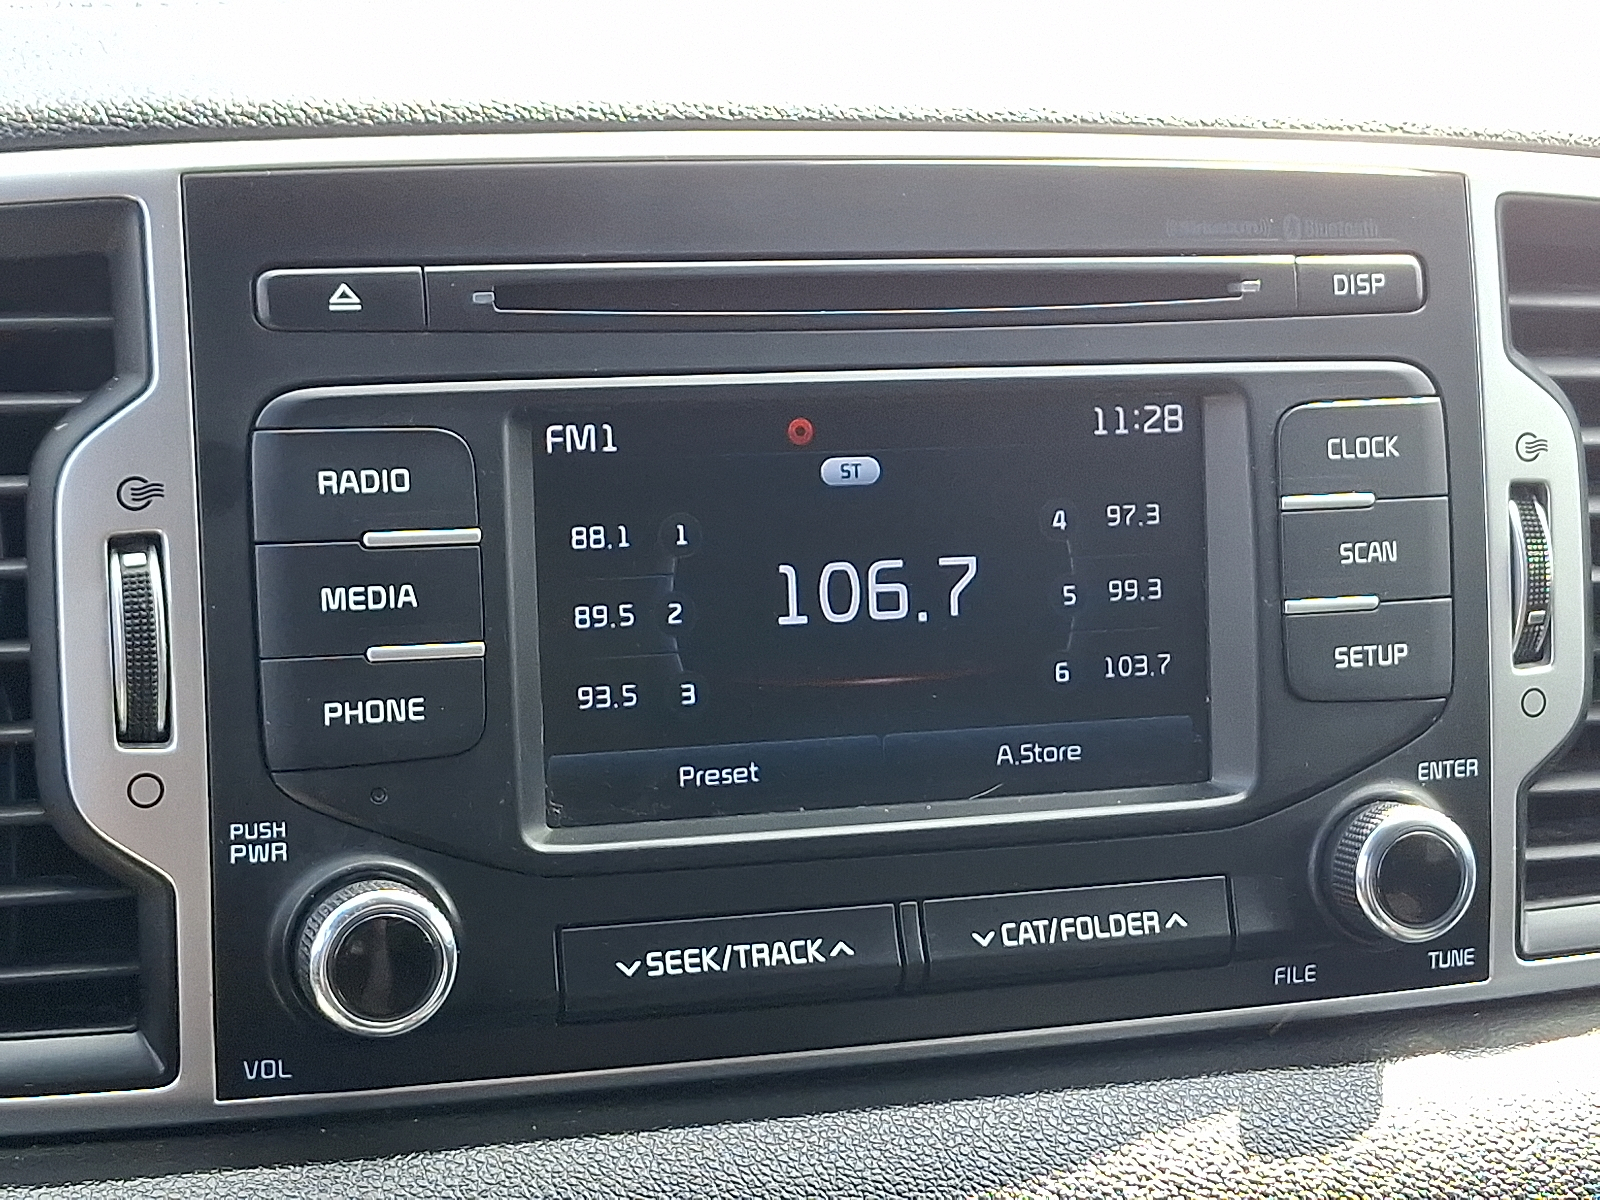 SiriusXM Bluetooth
DISP
FM1
11:28
ST
RADIO
MEDIA
PHONE
88.1 1
89.5 2
93.5 3
106.7
4 97.3
5 99.3
6 103.7
Preset
A.Store
CLOCK
SCAN
SETUP
PUSH
PWR
VOL
SEEK/TRACK
CAT/FOLDER
ENTER
FILE
TUNE